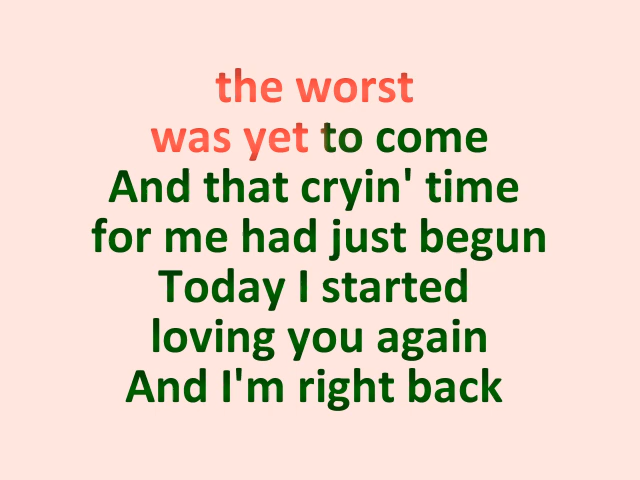 the worst
was yet to come
And that cryin' time
for me had just begun
Today I started
loving you again
And I'm right back